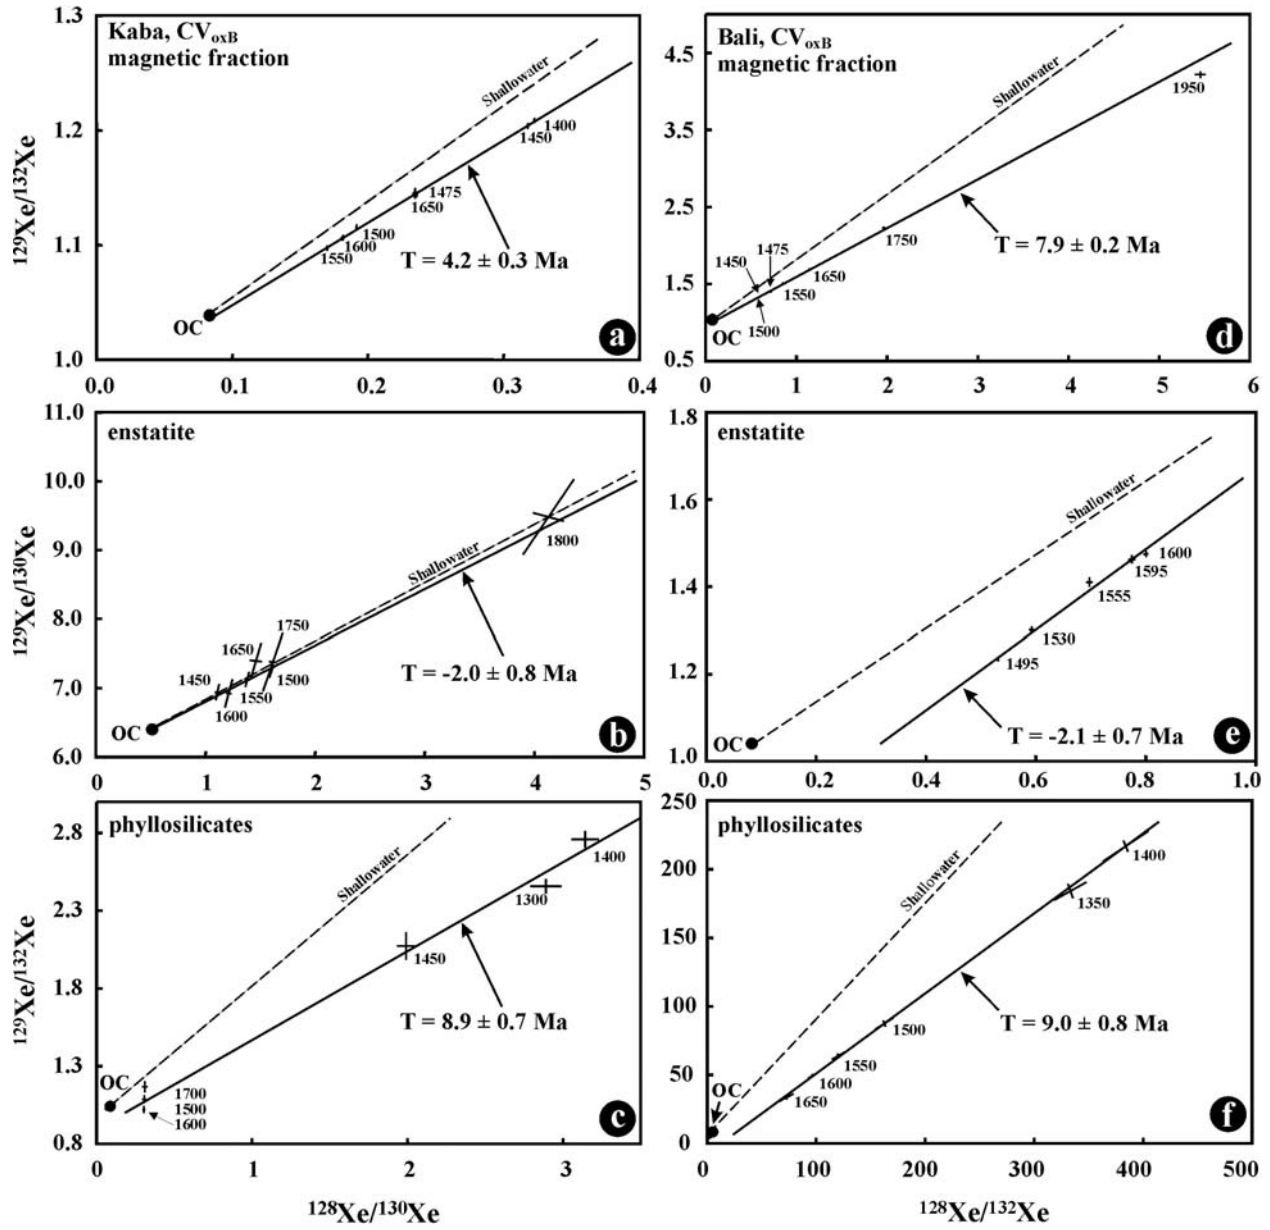 Kaba, CV_oxB
magnetic fraction
1.3
1.2
1.1
1.0
¹²⁹Xe/¹³²Xe
Shallowater
1400
1450
1475
1650
1500
1600
1550
T = 4.2 ± 0.3 Ma
OC
a
0.0
0.1
0.2
0.3
0.4
Bali, CV_oxB
magnetic fraction
4.5
3.5
2.5
1.5
0.5
Shallowater
1950
1750
1475
1450
1650
1550
1500
T = 7.9 ± 0.2 Ma
OC
d
0
1
2
3
4
5
6
enstatite
11.0
10.0
9.0
8.0
7.0
6.0
¹²⁹Xe/¹³⁰Xe
Shallowater
1800
1750
1650
1450
1500
1550
1600
T = -2.0 ± 0.8 Ma
OC
b
0
1
2
3
4
5
enstatite
1.8
1.6
1.4
1.2
1.0
Shallowater
1600
1595
1555
1530
1495
T = -2.1 ± 0.7 Ma
OC
e
0.0
0.2
0.4
0.6
0.8
1.0
phyllosilicates
2.8
2.3
1.8
1.3
0.8
¹²⁹Xe/¹³²Xe
Shallowater
1400
1300
1450
T = 8.9 ± 0.7 Ma
OC
1700
1500
1600
c
0
1
2
3
¹²⁸Xe/¹³⁰Xe
phyllosilicates
250
200
150
100
50
0
Shallowater
1400
1350
1500
1550
1600
1650
T = 9.0 ± 0.8 Ma
OC
f
0
100
200
300
400
500
¹²⁸Xe/¹³²Xe